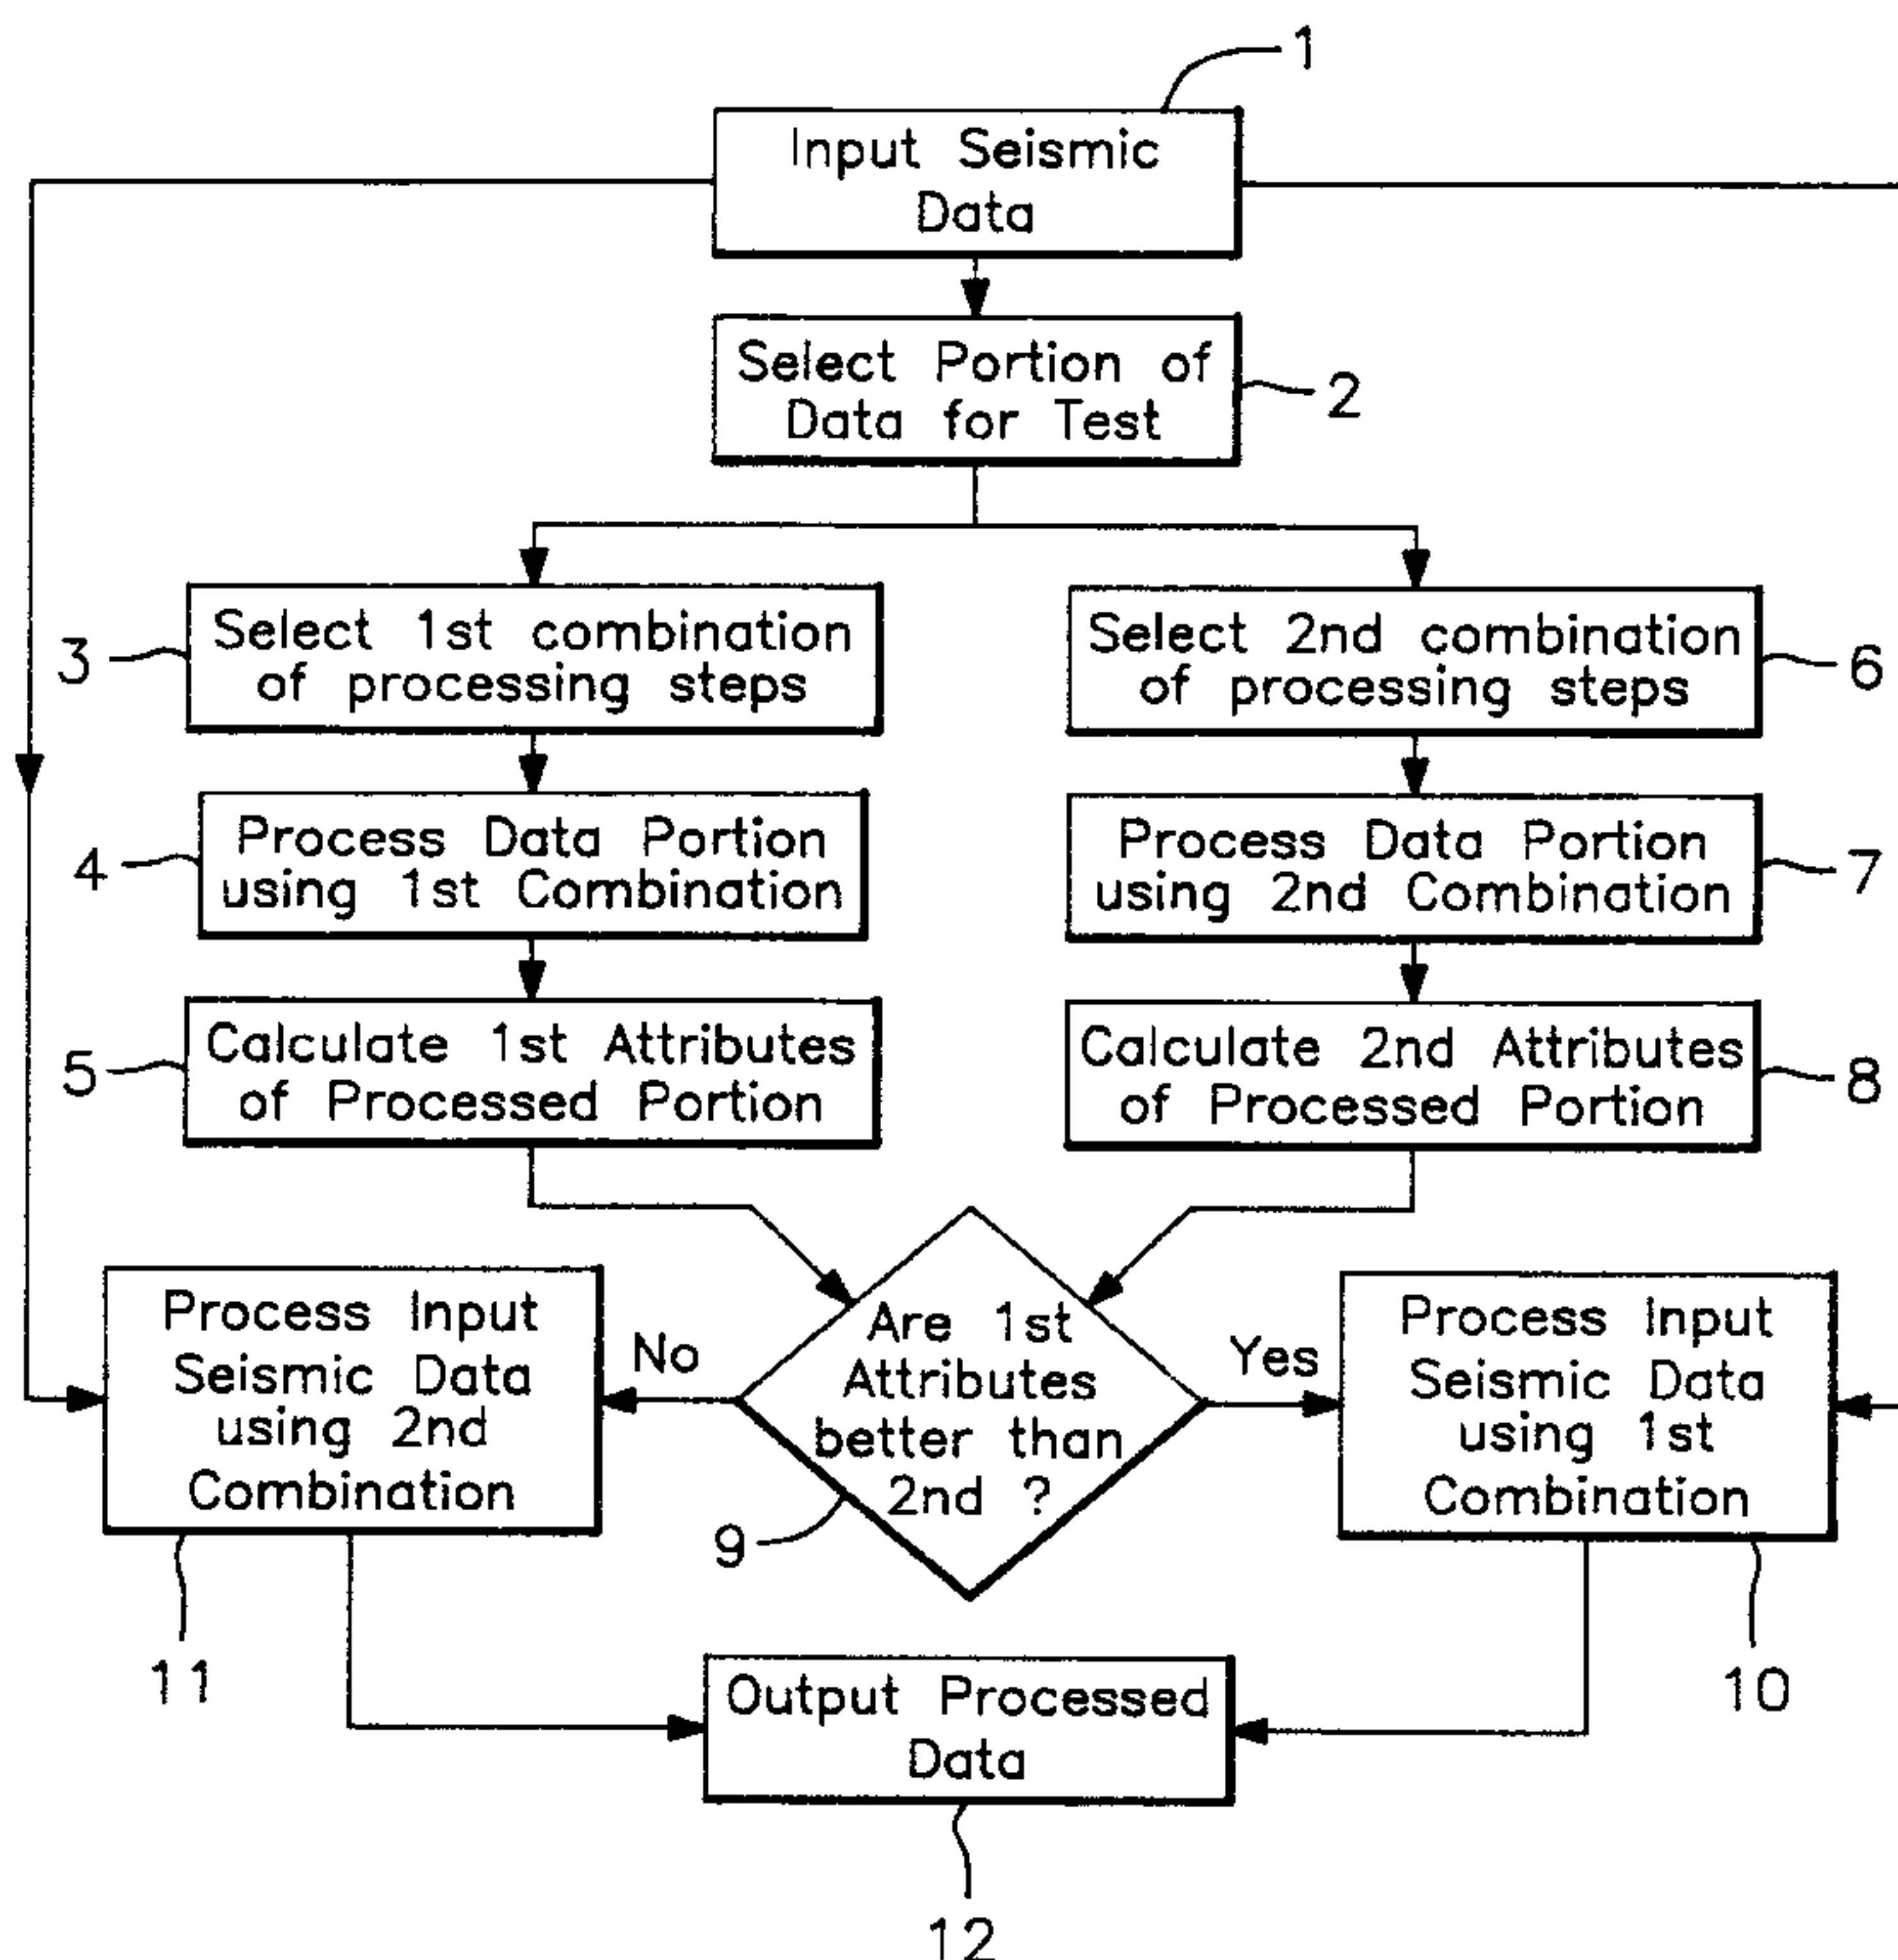 1
Input Seismic
Data
Select Portion of
Data for Test
2
Select 1st combination
of processing steps
3
Select 2nd combination
of processing steps
6
Process Data Portion
using 1st Combination
4
Process Data Portion
using 2nd Combination
7
Calculate 1st Attributes
of Processed Portion
5
Calculate 2nd Attributes
of Processed Portion
8
Process Input
Seismic Data
using 2nd
Combination
11
No
Are 1st
Attributes
better than
2nd ?
9
Yes
Process Input
Seismic Data
using 1st
Combination
10
Output Processed
Data
12